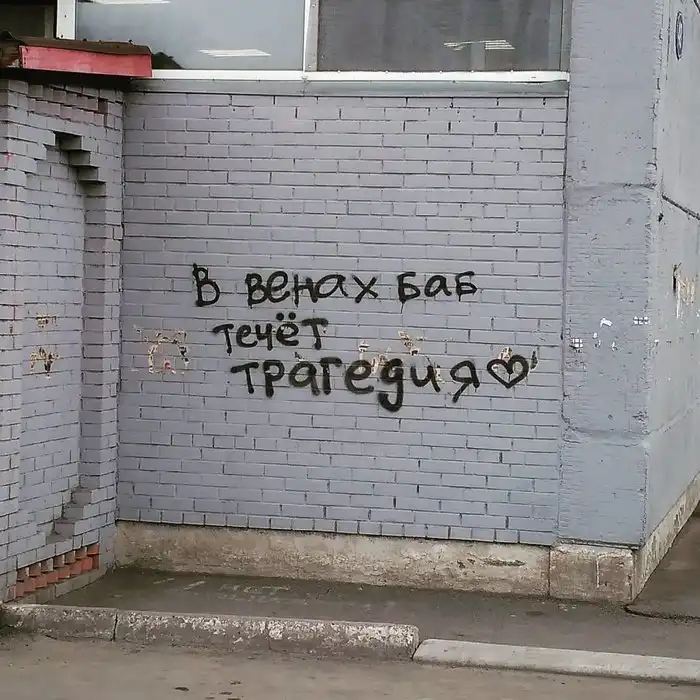 В венах баб
течёт
трагедия♡